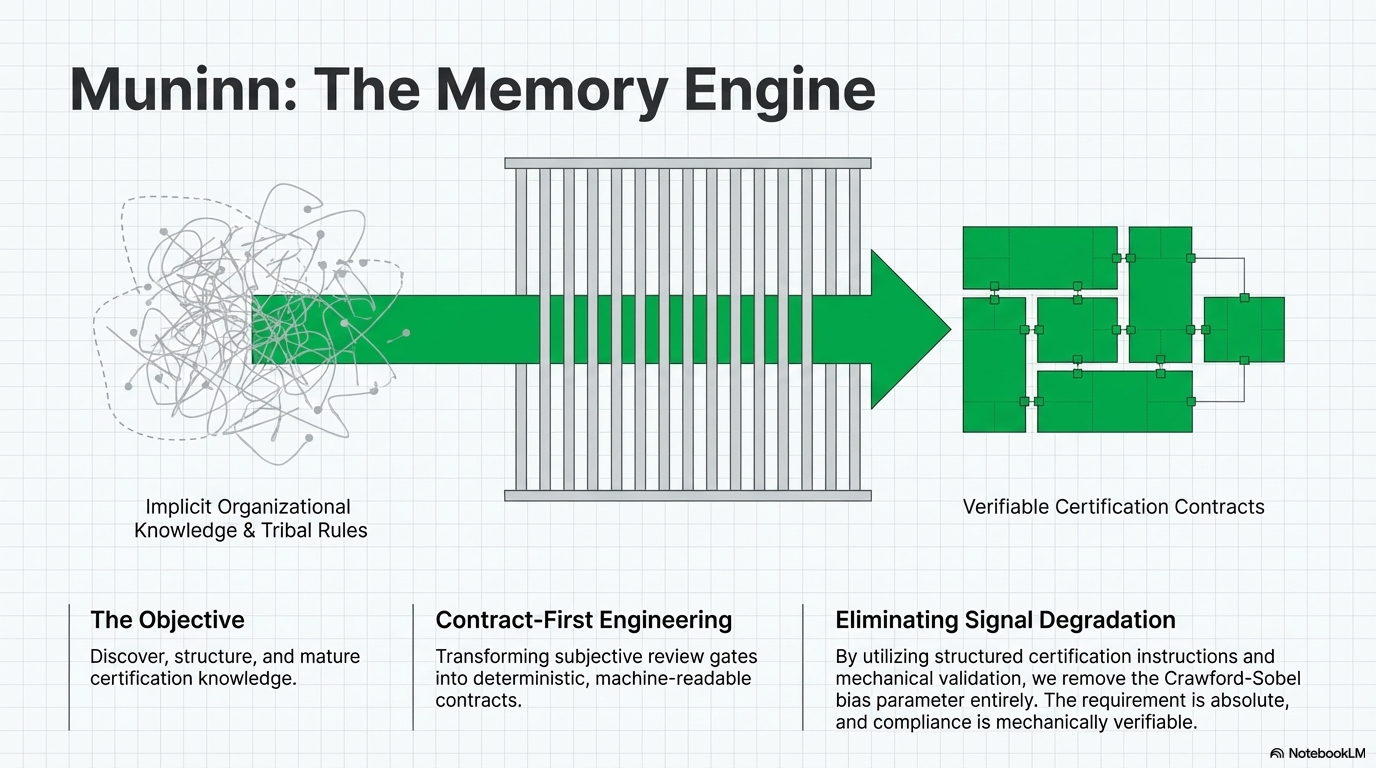 Muninn: The Memory Engine
Implicit Organizational
Knowledge & Tribal Rules
Verifiable Certification Contracts
The Objective
Discover, structure, and mature
certification knowledge.
Contract-First Engineering
Transforming subjective review gates
into deterministic, machine-readable
contracts.
Eliminating Signal Degradation
By utilizing structured certification instructions and
mechanical validation, we remove the Crawford-Sobel
bias parameter entirely. The requirement is absolute,
and compliance is mechanically verifiable.
NotebookLM